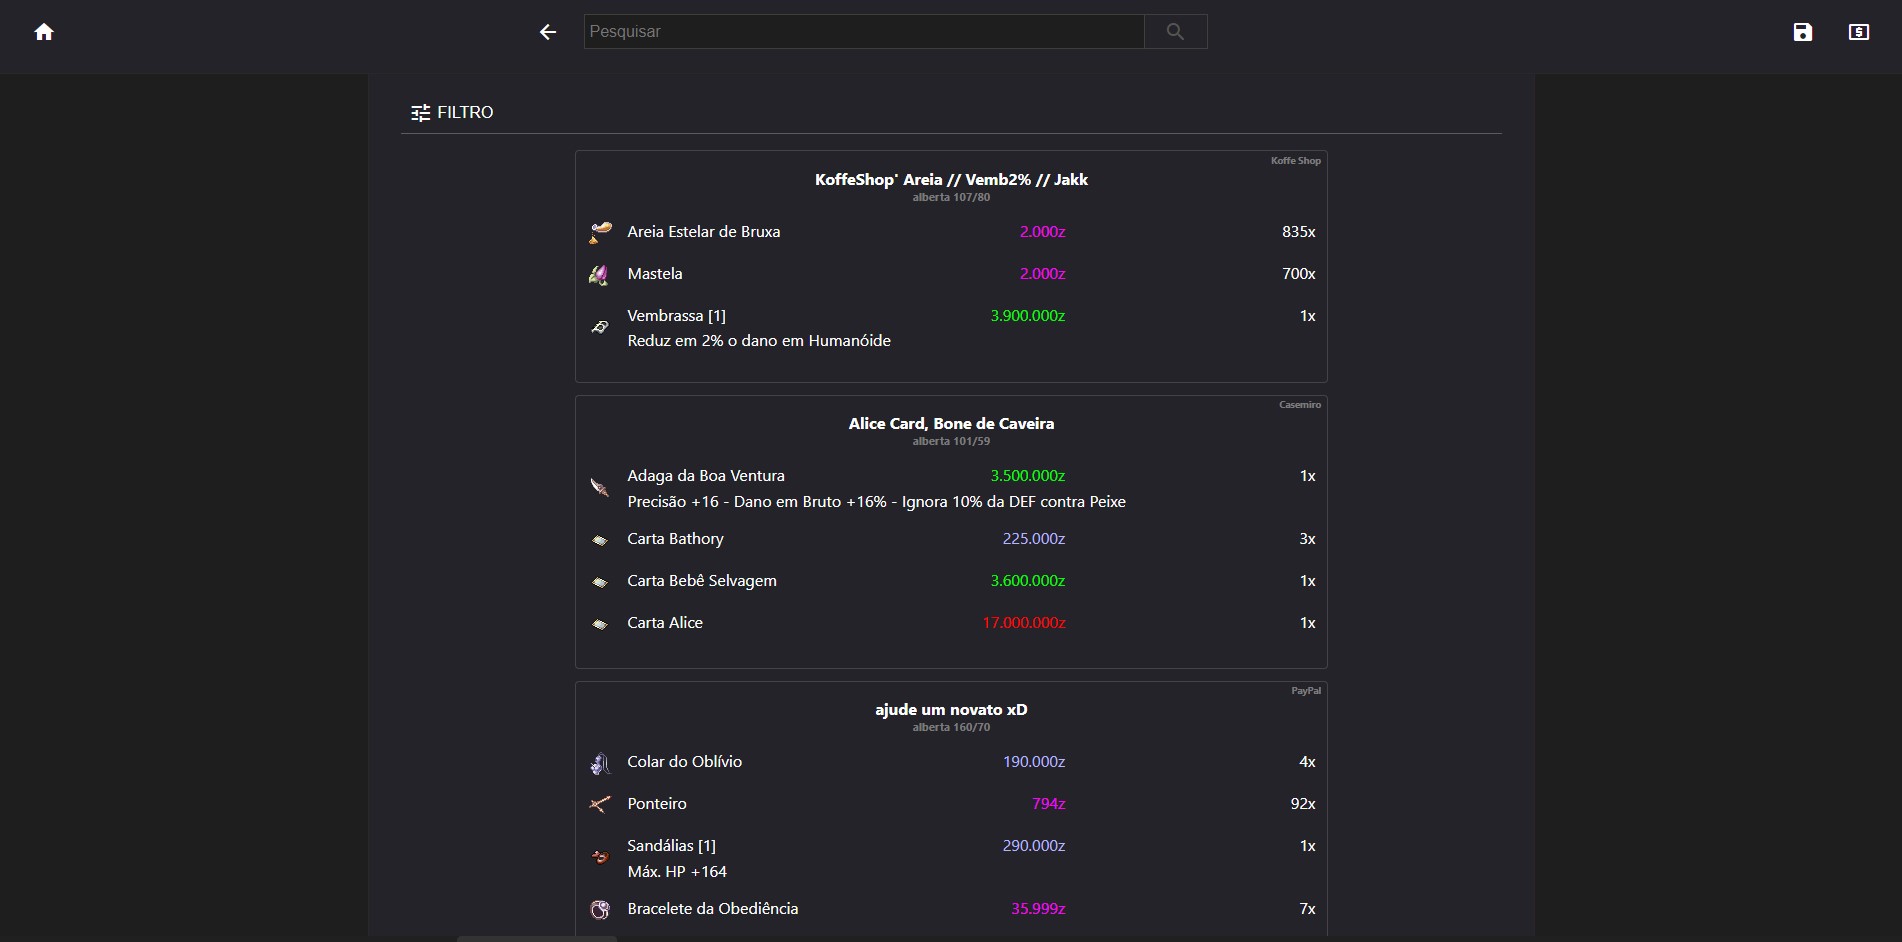 Pesquisar
FILTRO
Koffe Shop
KoffeShop' Areia // Vemb2% // Jakk
alberta 107/80
Areia Estelar de Bruxa 2.000z 835x
Mastela 2.000z 700x
Vembrassa [1] 3.900.000z 1x
Reduz em 2% o dano em Humanóide
Casemiro
Alice Card, Bone de Caveira
alberta 101/59
Adaga da Boa Ventura 3.500.000z 1x
Precisão +16 - Dano em Bruto +16% - Ignora 10% da DEF contra Peixe
Carta Bathory 225.000z 3x
Carta Bebê Selvagem 3.600.000z 1x
Carta Alice 17.000.000z 1x
PayPal
ajude um novato xD
alberta 160/70
Colar do Oblívio 190.000z 4x
Ponteiro 794z 92x
Sandálias [1] 290.000z 1x
Máx. HP +164
Bracelete da Obediência 35.999z 7x